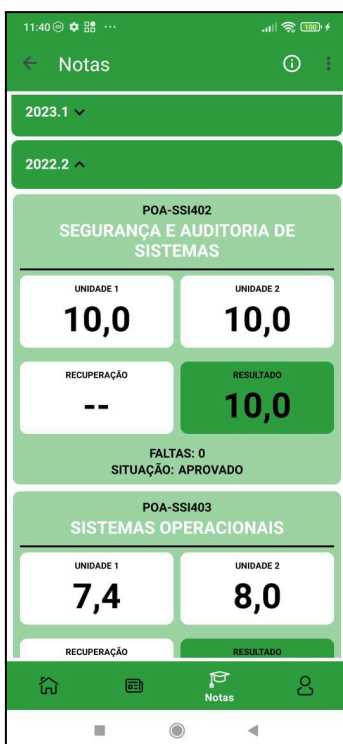 11:40
100
Notas
2023.1
2022.2
POA-SSI402
SEGURANÇA E AUDITORIA DE
SISTEMAS
UNIDADE 1
UNIDADE 2
10,0
10,0
RECUPERAÇÃO
RESULTADO
--
10,0
FALTAS: 0
SITUAÇÃO: APROVADO
POA-SSI403
SISTEMAS OPERACIONAIS
UNIDADE 1
UNIDADE 2
7,4
8,0
RECUPERAÇÃO
RESULTADO
Notas